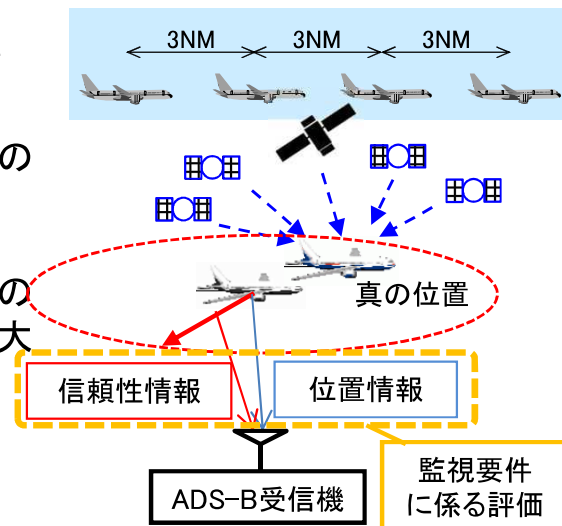 3NM 3NM 3NM
の
の
大
真の位置
信頼性情報
位置情報
ADS-B受信機
監視要件
に係る評価